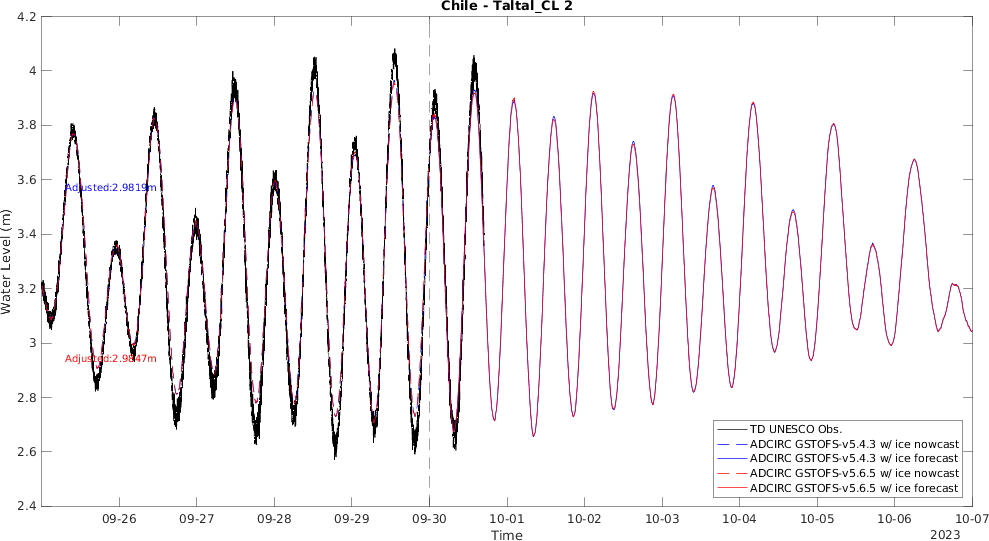 Chile - Taltal_CL 2
4.2
4
3.8
3.6
3.4
3.2
3
2.8
2.6
2.4
Water Level (m)
Adjusted:2.9819m
Adjusted:2.9847m
TD UNESCO Obs.
ADCIRC GSTOFS-v5.4.3 w/ ice nowcast
ADCIRC GSTOFS-v5.4.3 w/ ice forecast
ADCIRC GSTOFS-v5.6.5 w/ ice nowcast
ADCIRC GSTOFS-v5.6.5 w/ ice forecast
09-26 09-27 09-28 09-29 09-30 10-01 10-02 10-03 10-04 10-05 10-06 10-07
Time
2023